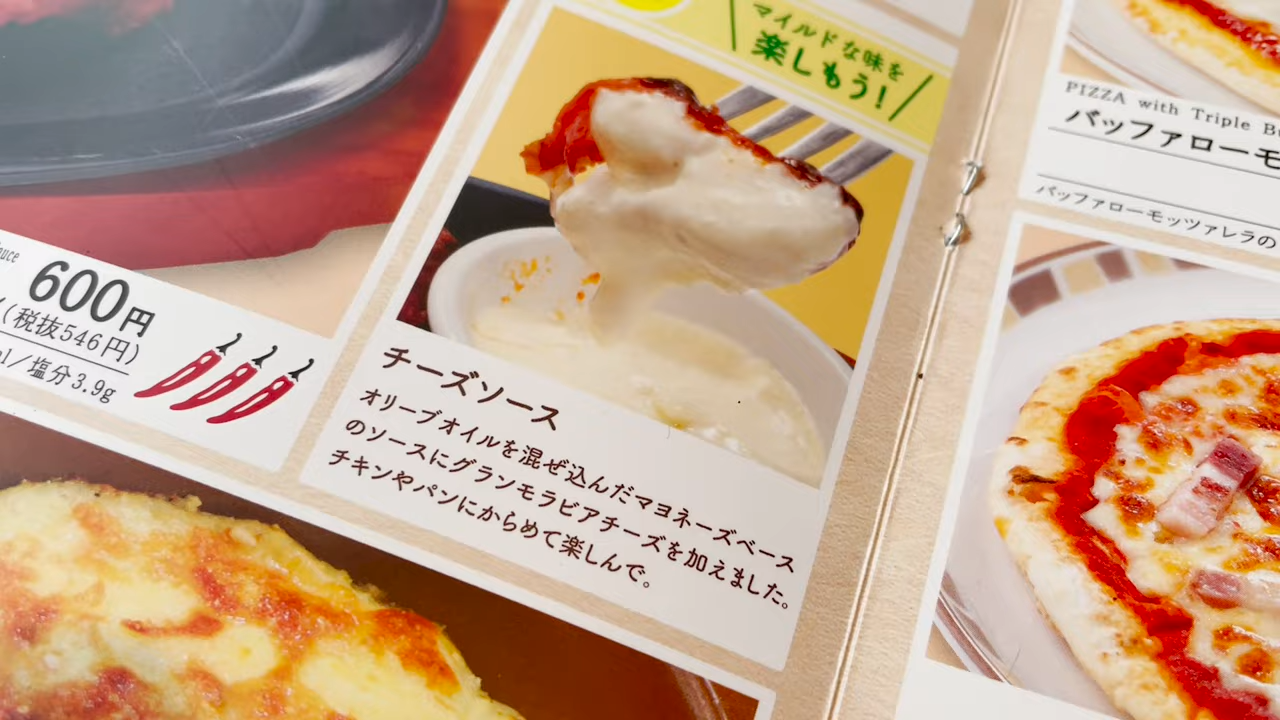 マイルドな味を
楽しもう!
チーズソース
オリーブオイルを混ぜ込んだマヨネーズベース
のソースにグランモラビアチーズを加えました。
チキンやパンにからめて楽しんで。
600円
(税抜546円)
塩分3.9g
PIZZA with Triple
バッファローモ
バッファローモッツァレラの